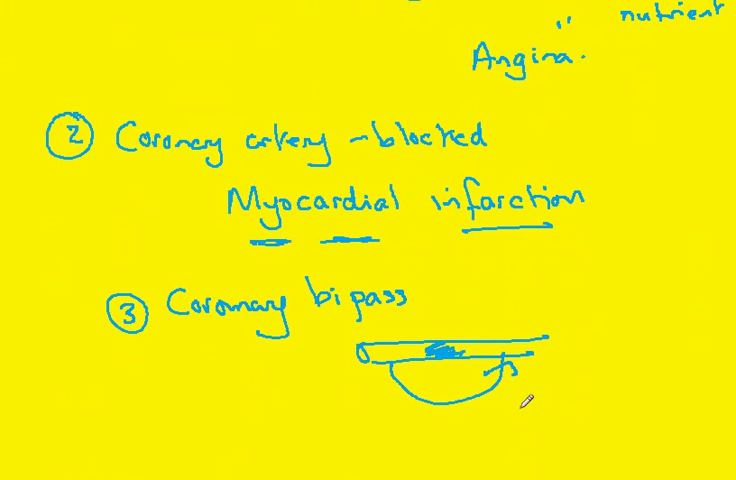 nutrient
"
Angina.
② Coronary artery - blocked
Myocardial infarction
③ Coronary bipass